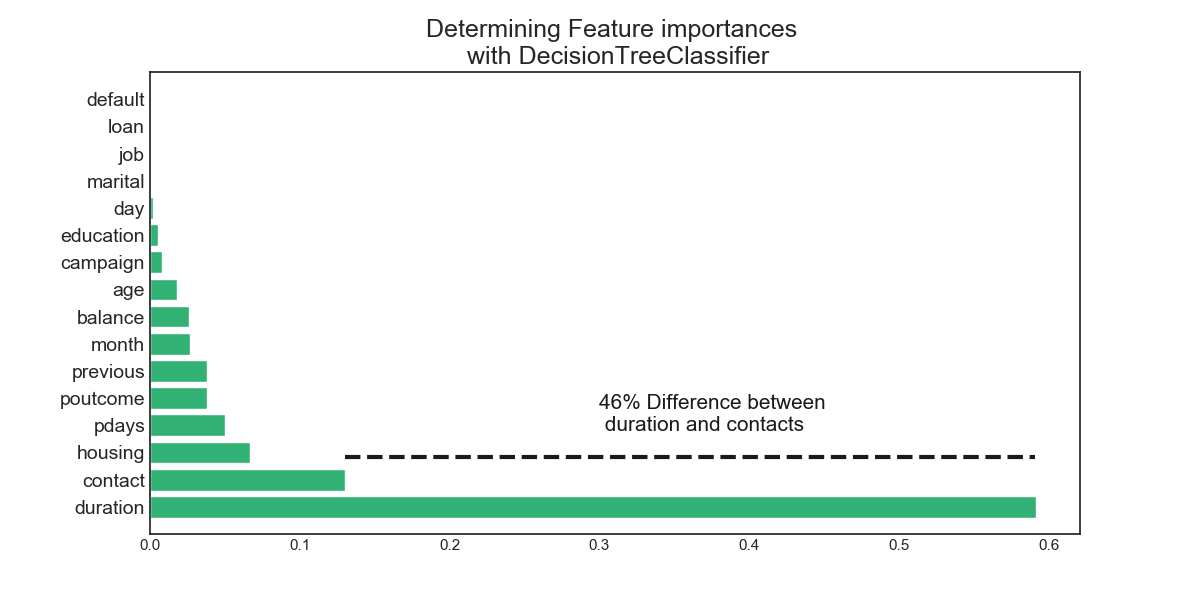 Determining Feature importances
with DecisionTreeClassifier
default
loan
job
marital
day
education
campaign
age
balance
month
previous
poutcome
pdays
housing
contact
duration
46% Difference between
duration and contacts
0.0 0.1 0.2 0.3 0.4 0.5 0.6